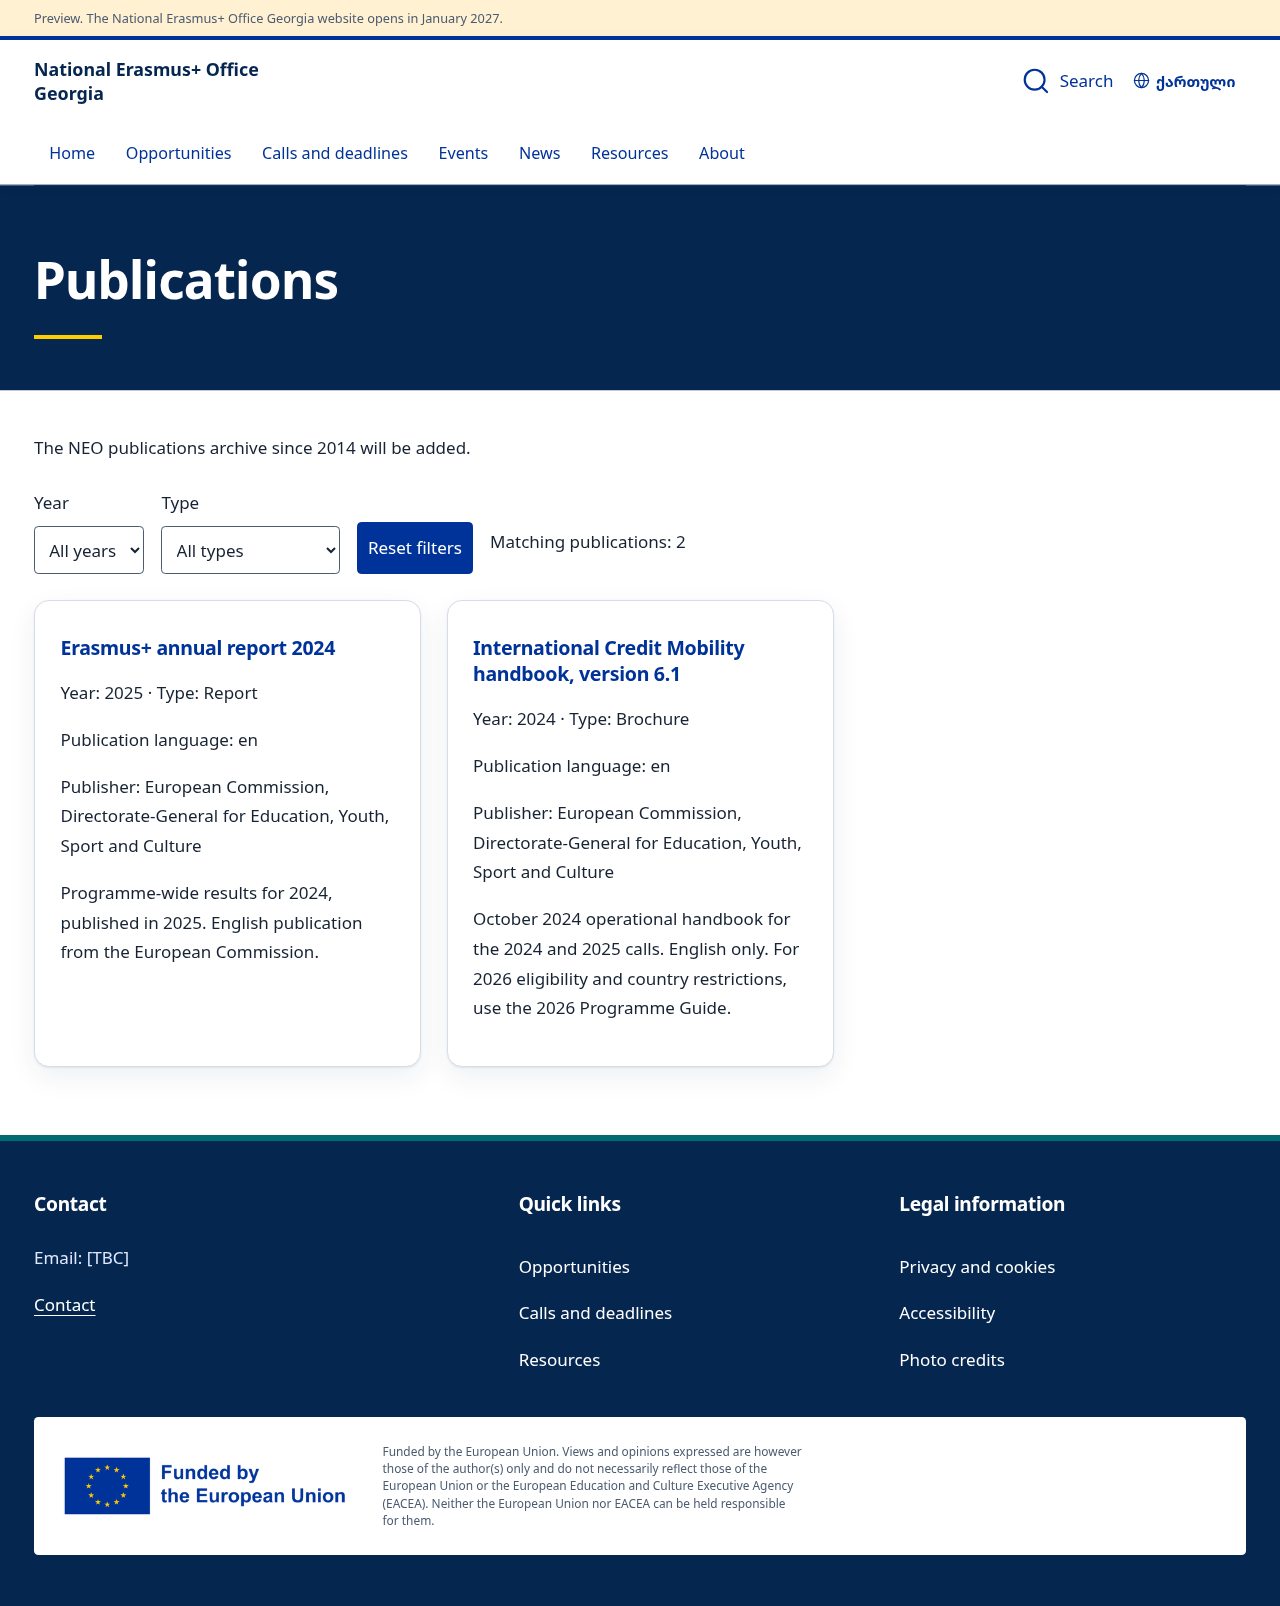 Preview. The National Erasmus+ Office Georgia website opens in January 2027.
National Erasmus+ Office
Georgia
Search
ქართული
Home
Opportunities
Calls and deadlines
Events
News
Resources
About
Publications
The NEO publications archive since 2014 will be added.
Year
Type
All years
All types
Reset filters
Matching publications: 2
Erasmus+ annual report 2024
Year: 2025 · Type: Report
Publication language: en
Publisher: European Commission,
Directorate-General for Education, Youth,
Sport and Culture
Programme-wide results for 2024,
published in 2025. English publication
from the European Commission.
International Credit Mobility
handbook, version 6.1
Year: 2024 · Type: Brochure
Publication language: en
Publisher: European Commission,
Directorate-General for Education, Youth,
Sport and Culture
October 2024 operational handbook for
the 2024 and 2025 calls. English only. For
2026 eligibility and country restrictions,
use the 2026 Programme Guide.
Contact
Email: [TBC]
Contact
Quick links
Opportunities
Calls and deadlines
Resources
Legal information
Privacy and cookies
Accessibility
Photo credits
Funded by
the European Union
Funded by the European Union. Views and opinions expressed are however
those of the author(s) only and do not necessarily reflect those of the
European Union or the European Education and Culture Executive Agency
(EACEA). Neither the European Union nor EACEA can be held responsible
for them.